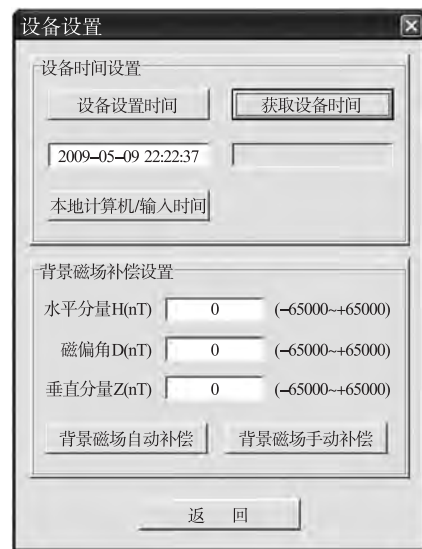 设备设置
设备时间设置
设备设置时间 获取设备时间
2009–05–09 22:22:37
本地计算机/输入时间
背景磁场补偿设置
水平分量H(nT) 0 (–65000~+65000)
磁偏角D(nT) 0 (–65000~+65000)
垂直分量Z(nT) 0 (–65000~+65000)
背景磁场自动补偿 背景磁场手动补偿
返 回